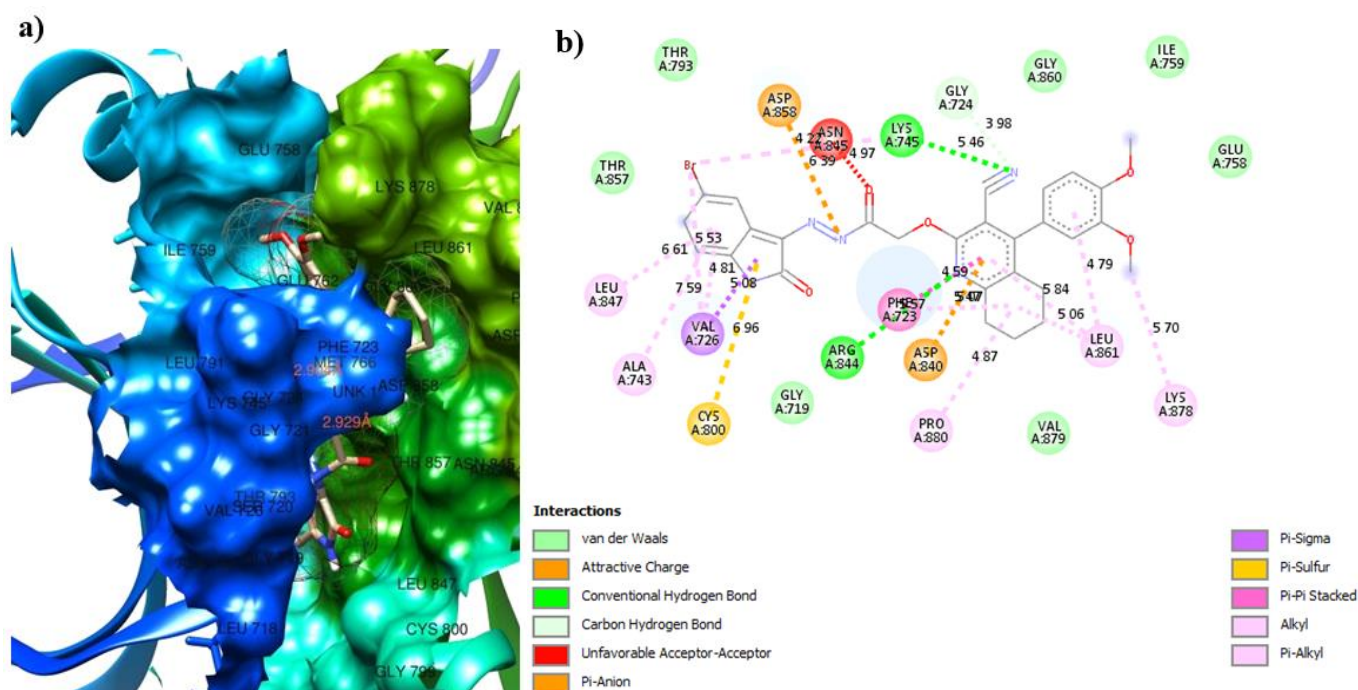 a)
GLU 758
LYS 878
LEU 861
ILE 759
PHE 723
LEU 791
MET 766
UNK 1
ASP 858
LYS 745
GLY 721
2.929Å
THR 857
ASN 845
THR 793
VAL 726
SER 720
LEU 847
LEU 718
CYS 800
GLY 799
b)
THR
A:793
ASP
A:858
ASN
A:845
LYS
A:745
GLY
A:724
GLY
A:860
ILE
A:759
GLU
A:758
THR
A:857
4 22
6 39
4 97
5 46
3 98
Br
N
N
N
O
O
O
O
O
6 61
5 53
4 81
5 08
7 59
6 96
4 59
5 84
4 79
5 06
5 70
4 87
LEU
A:847
VAL
A:726
PHE
A:723
ALA
A:743
ARG
A:844
ASP
A:840
LEU
A:861
LYS
A:878
CYS
A:800
GLY
A:719
PRO
A:880
VAL
A:879
Interactions
van der Waals
Attractive Charge
Conventional Hydrogen Bond
Carbon Hydrogen Bond
Unfavorable Acceptor-Acceptor
Pi-Anion
Pi-Sigma
Pi-Sulfur
Pi-Pi Stacked
Alkyl
Pi-Alkyl